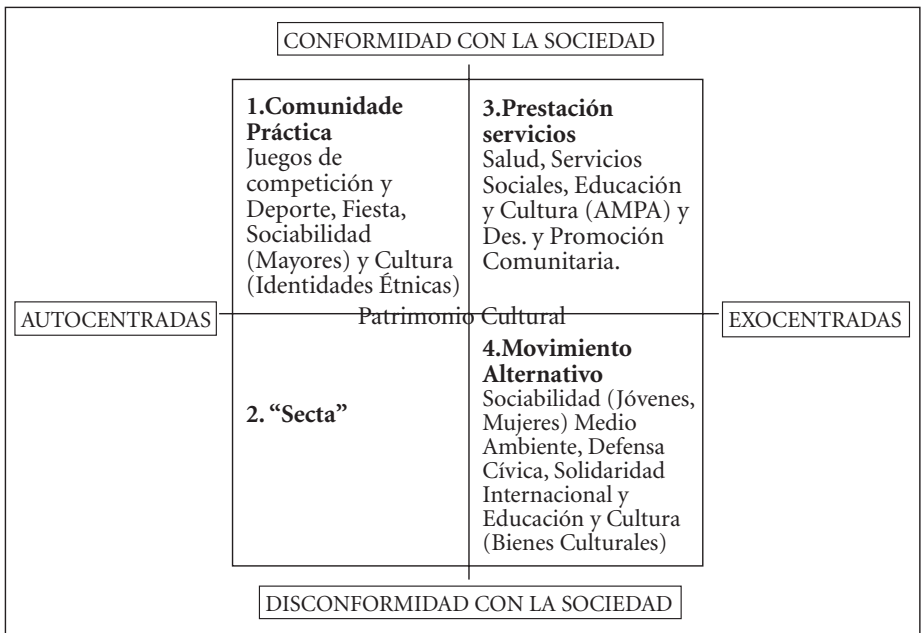 CONFORMIDAD CON LA SOCIEDAD
1.Comunidade
Práctica
Juegos de
competición y
Deporte, Fiesta,
Sociabilidad
(Mayores) y Cultura
(Identidades Étnicas)
3.Prestación
servicios
Salud, Servicios
Sociales, Educación
y Cultura (AMPA) y
Des. y Promoción
Comunitaria.
AUTOCENTRADAS
Patrimonio Cultural
EXOCENTRADAS
2. “Secta”
4.Movimiento
Alternativo
Sociabilidad (Jóvenes,
Mujeres) Medio
Ambiente, Defensa
Cívica, Solidaridad
Internacional y
Educación y Cultura
(Bienes Culturales)
DISCONFORMIDAD CON LA SOCIEDAD